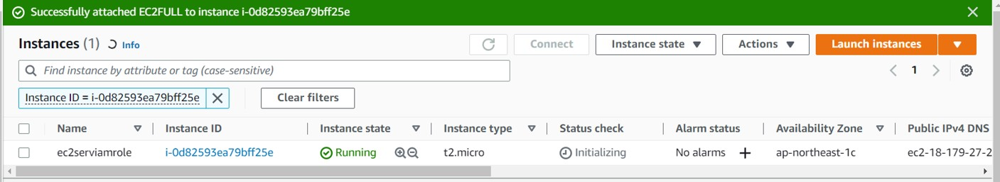 Successfully attached EC2FULL to instance i-0d82593ea79bff25e
Instances (1) Info Connect Instance state Actions Launch instances
Find instance by attribute or tag (case-sensitive) 1
Instance ID = i-0d82593ea79bff25e Clear filters
Name Instance ID Instance state Instance type Status check Alarm status Availability Zone Public IPv4 DNS
ec2serviamrole i-0d82593ea79bff25e Running t2.micro Initializing No alarms ap-northeast-1c ec2-18-179-27-2